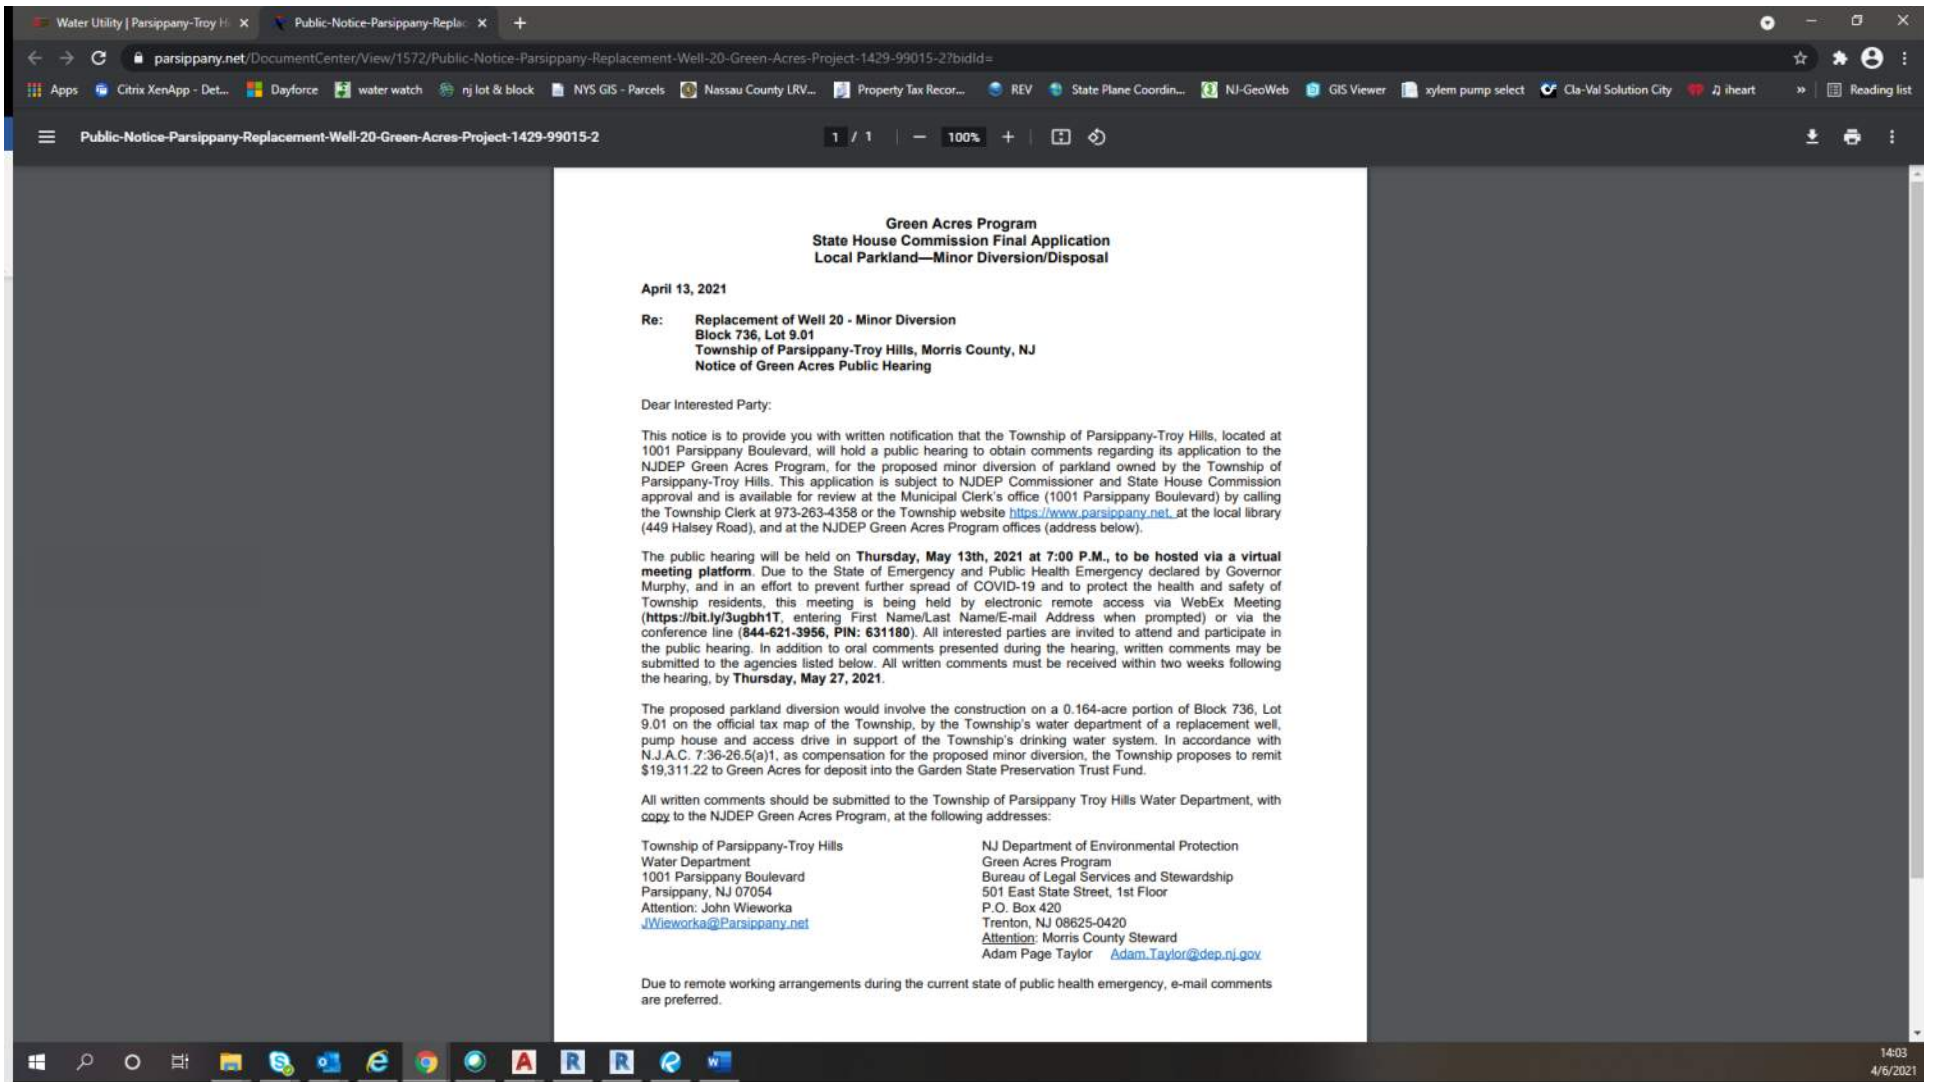 Water Utility | Parsippany-Troy H
Public-Notice-Parsippany-Replac
parsippany.net/DocumentCenter/View/1572/Public-Notice-Parsippany-Replacement-Well-20-Green-Acres-Project-1429-99015-2?bidId=
Apps Citrix XenApp - Det... Dayforce water watch nj lot & block NYS GIS - Parcels Nassau County LRV... Property Tax Recor... REV State Plane Coordin... NJ-GeoWeb GIS Viewer xylem pump select Cla-Val Solution City iheart » Reading list
Public-Notice-Parsippany-Replacement-Well-20-Green-Acres-Project-1429-99015-2 1 / 1 100%
Green Acres Program
State House Commission Final Application
Local Parkland—Minor Diversion/Disposal
April 13, 2021
Re: Replacement of Well 20 - Minor Diversion
Block 736, Lot 9.01
Township of Parsippany-Troy Hills, Morris County, NJ
Notice of Green Acres Public Hearing
Dear Interested Party:
This notice is to provide you with written notification that the Township of Parsippany-Troy Hills, located at
1001 Parsippany Boulevard, will hold a public hearing to obtain comments regarding its application to the
NJDEP Green Acres Program, for the proposed minor diversion of parkland owned by the Township of
Parsippany-Troy Hills. This application is subject to NJDEP Commissioner and State House Commission
approval and is available for review at the Municipal Clerk's office (1001 Parsippany Boulevard) by calling
the Township Clerk at 973-263-4358 or the Township website https://www.parsippany.net, at the local library
(449 Halsey Road), and at the NJDEP Green Acres Program offices (address below).
The public hearing will be held on Thursday, May 13th, 2021 at 7:00 P.M., to be hosted via a virtual
meeting platform. Due to the State of Emergency and Public Health Emergency declared by Governor
Murphy, and in an effort to prevent further spread of COVID-19 and to protect the health and safety of
Township residents, this meeting is being held by electronic remote access via WebEx Meeting
(https://bit.ly/3ugbh1T, entering First Name/Last Name/E-mail Address when prompted) or via the
conference line (844-621-3956, PIN: 631180). All interested parties are invited to attend and participate in
the public hearing. In addition to oral comments presented during the hearing, written comments may be
submitted to the agencies listed below. All written comments must be received within two weeks following
the hearing, by Thursday, May 27, 2021.
The proposed parkland diversion would involve the construction on a 0.164-acre portion of Block 736, Lot
9.01 on the official tax map of the Township, by the Township's water department of a replacement well,
pump house and access drive in support of the Township's drinking water system. In accordance with
N.J.A.C. 7:36-26.5(a)1, as compensation for the proposed minor diversion, the Township proposes to remit
$19,311.22 to Green Acres for deposit into the Garden State Preservation Trust Fund.
All written comments should be submitted to the Township of Parsippany Troy Hills Water Department, with
copy to the NJDEP Green Acres Program, at the following addresses:
Township of Parsippany-Troy Hills
Water Department
1001 Parsippany Boulevard
Parsippany, NJ 07054
Attention: John Wieworka
JWieworka@Parsippany.net
NJ Department of Environmental Protection
Green Acres Program
Bureau of Legal Services and Stewardship
501 East State Street, 1st Floor
P.O. Box 420
Trenton, NJ 08625-0420
Attention: Morris County Steward
Adam Page Taylor Adam.Taylor@dep.nj.gov
Due to remote working arrangements during the current state of public health emergency, e-mail comments
are preferred.
14:03
4/6/2021